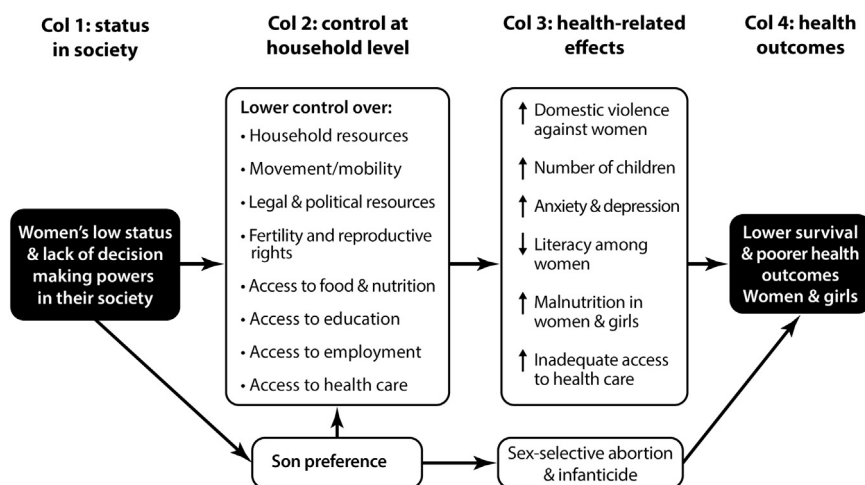 Col 1: status
in society
Col 2: control at
household level
Col 3: health-related
effects
Col 4: health
outcomes
Women's low status
& lack of decision
making powers
in their society
Lower control over:
• Household resources
• Movement/mobility
• Legal & political resources
• Fertility and reproductive
rights
• Access to food & nutrition
• Access to education
• Access to employment
• Access to health care
↑ Domestic violence
against women
↑ Number of children
↑ Anxiety & depression
↓ Literacy among
women
↑ Malnutrition in
women & girls
↑ Inadequate access
to health care
Lower survival
& poorer health
outcomes
Women & girls
Son preference
Sex-selective abortion
& infanticide